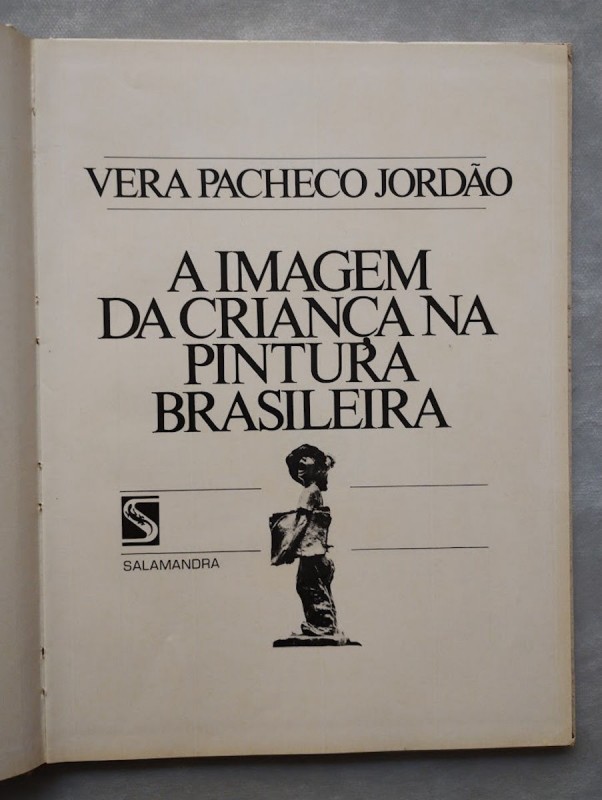 VERA PACHECO JORDÃO
A IMAGEM
DA CRIANÇA NA
PINTURA
BRASILEIRA
S
SALAMANDRA